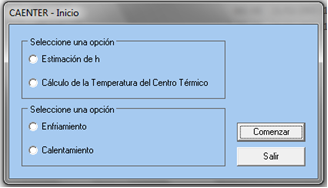 CAENTER - Inicio
Seleccione una opción
Estimación de h
Cálculo de la Temperatura del Centro Térmico
Seleccione una opción
Enfriamiento
Calentamiento
Comenzar
Salir